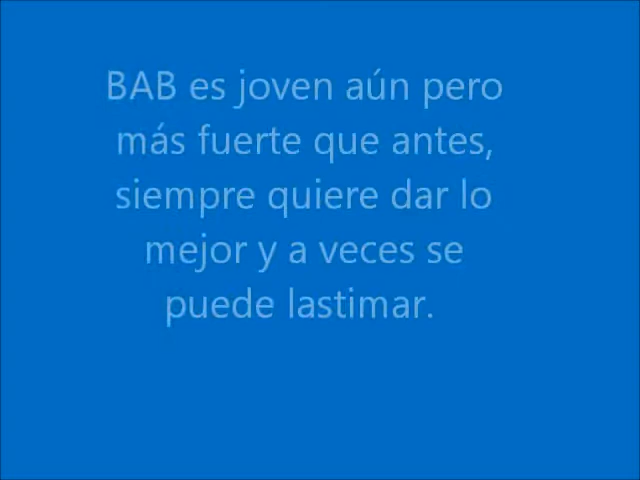 BAB es joven aún pero
más fuerte que antes,
siempre quiere dar lo
mejor y a veces se
puede lastimar.